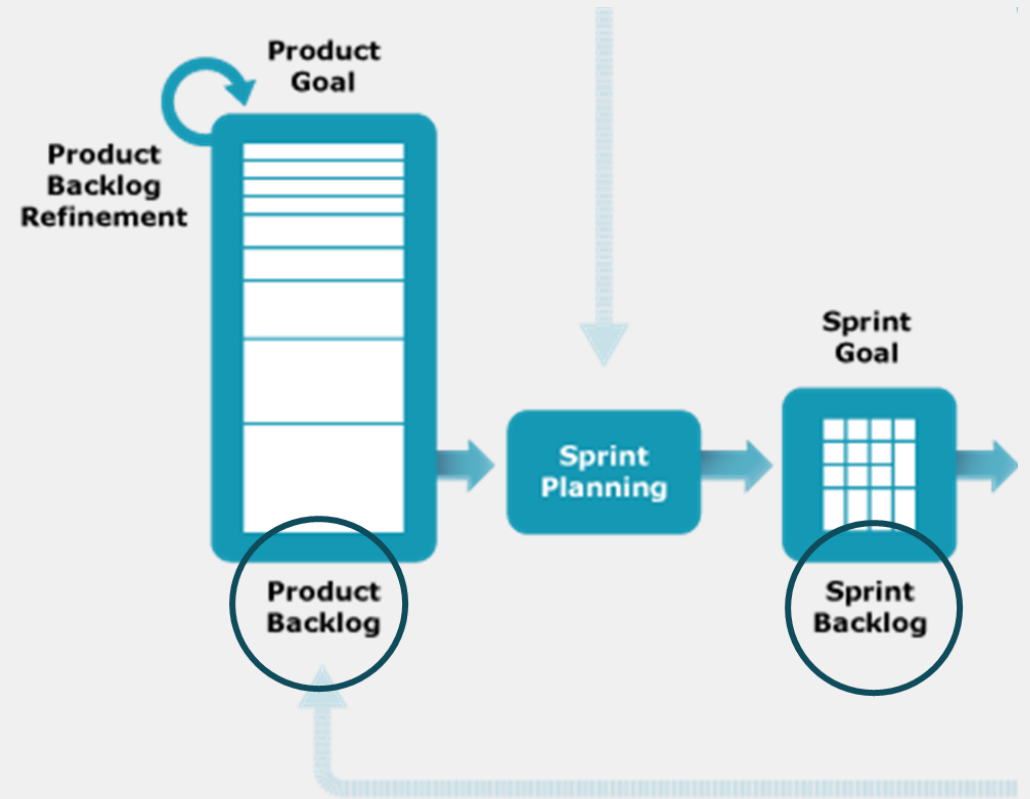 Product
Goal
Product
Backlog
Refinement
Sprint
Goal
Sprint
Planning
Product
Backlog
Sprint
Backlog